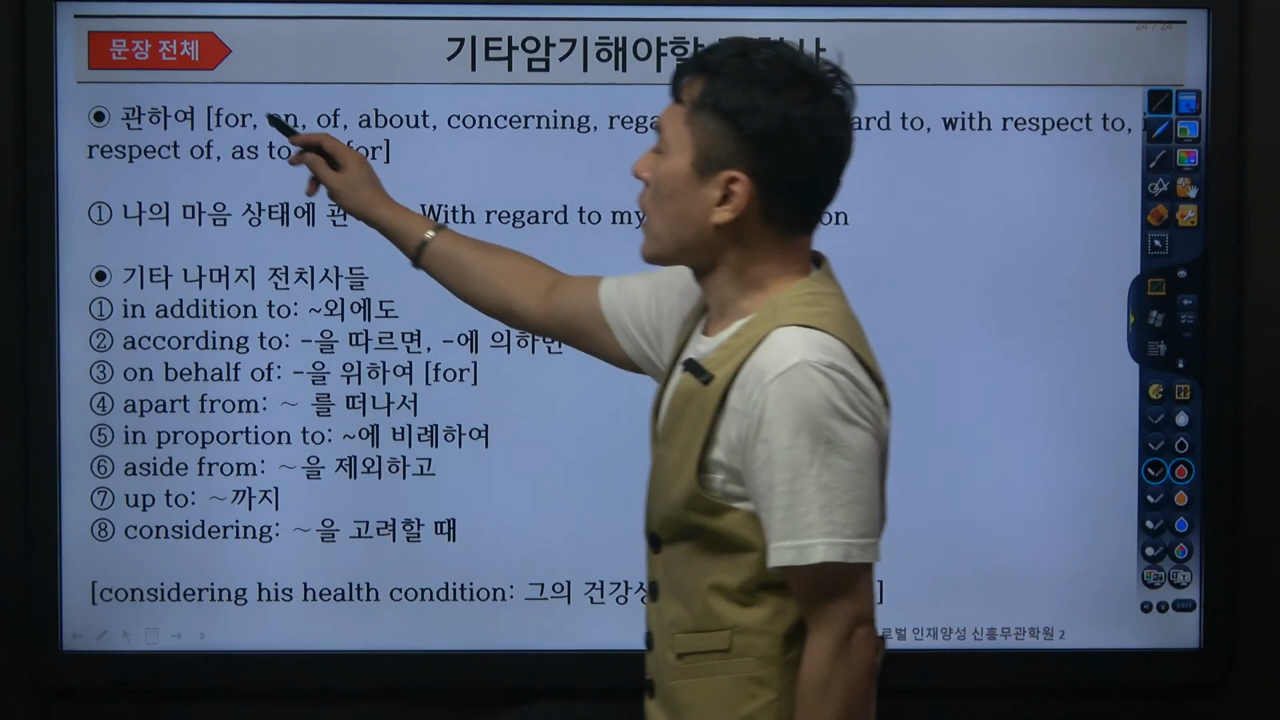 문장 전체
기타암기해야할
◉ 관하여 [for, on, of, about, concerning, ard to, with respect to,
respect of, as to for]
① 나의 마음 상태에 With regard to my on
◉ 기타 나머지 전치사들
① in addition to: ~외에도
② according to: -을 따르면, -에 의하면
③ on behalf of: -을 위하여 [for]
④ apart from: ~ 를 떠나서
⑤ in proportion to: ~에 비례하여
⑥ aside from: ~을 제외하고
⑦ up to: ~까지
⑧ considering: ~을 고려할 때
[considering his health condition: 그의 ]
인재양성 신흥무관학원 2